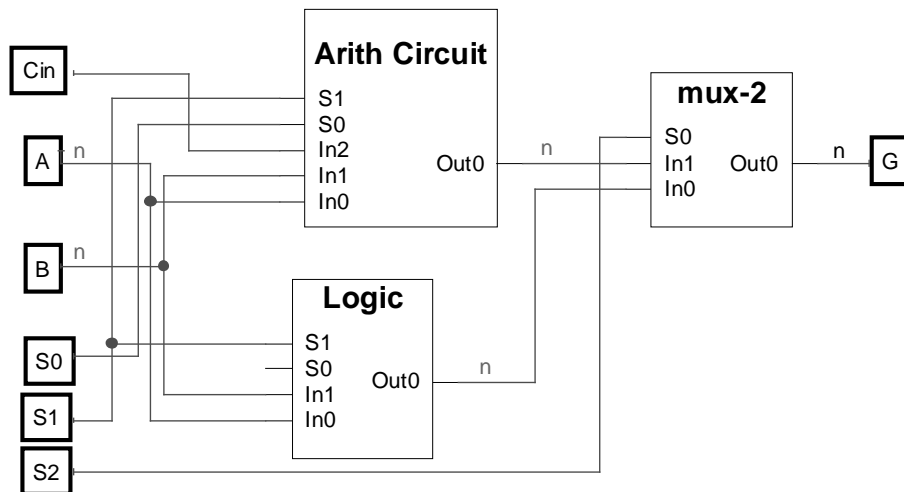 Arith Circuit
Cin
S1
S0
In2
In1
In0
Out0
n
mux-2
S0
In1
In0
Out0
n
G
A
n
B
n
Logic
S1
S0
In1
In0
Out0
n
S0
S1
S2